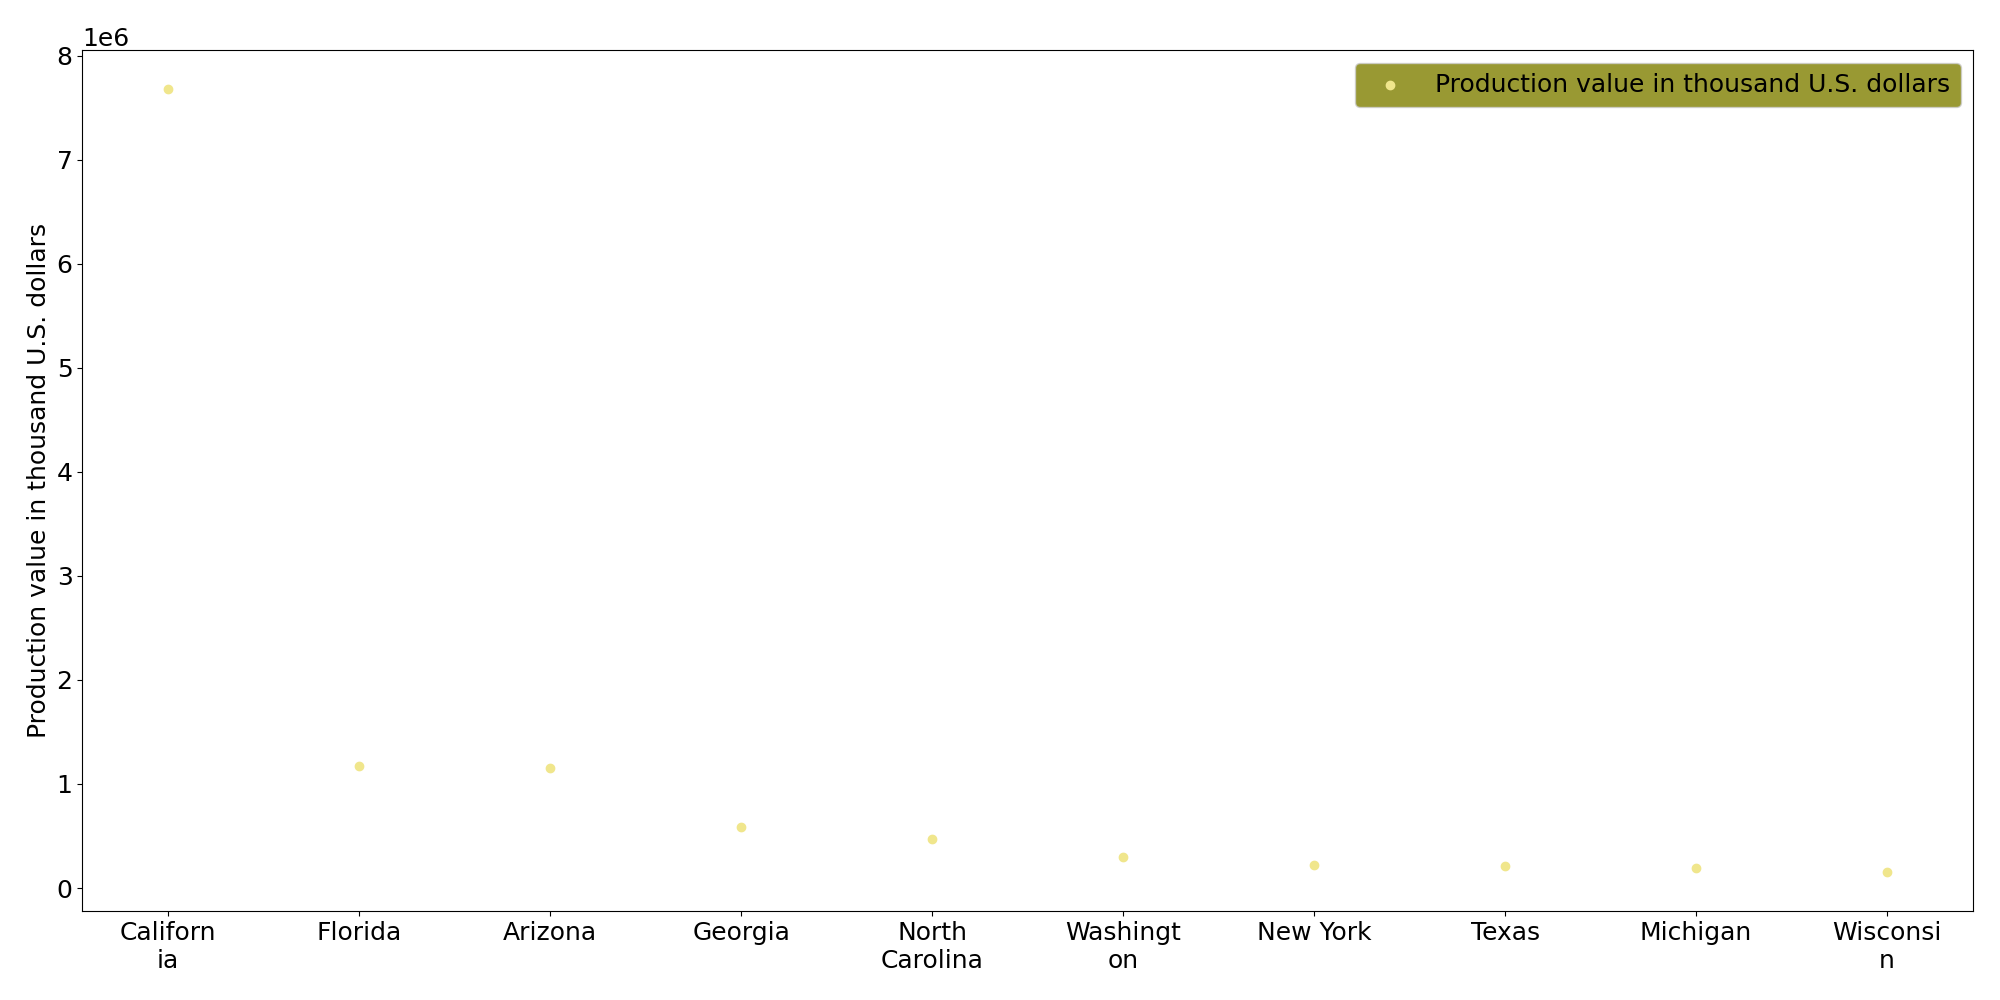 1e6
8
7
6
5
4
3
2
1
0
Production value in thousand U.S. dollars
Production value in thousand U.S. dollars
Californ
ia
Florida
Arizona
Georgia
North
Carolina
Washingt
on
New York
Texas
Michigan
Wisconsi
n